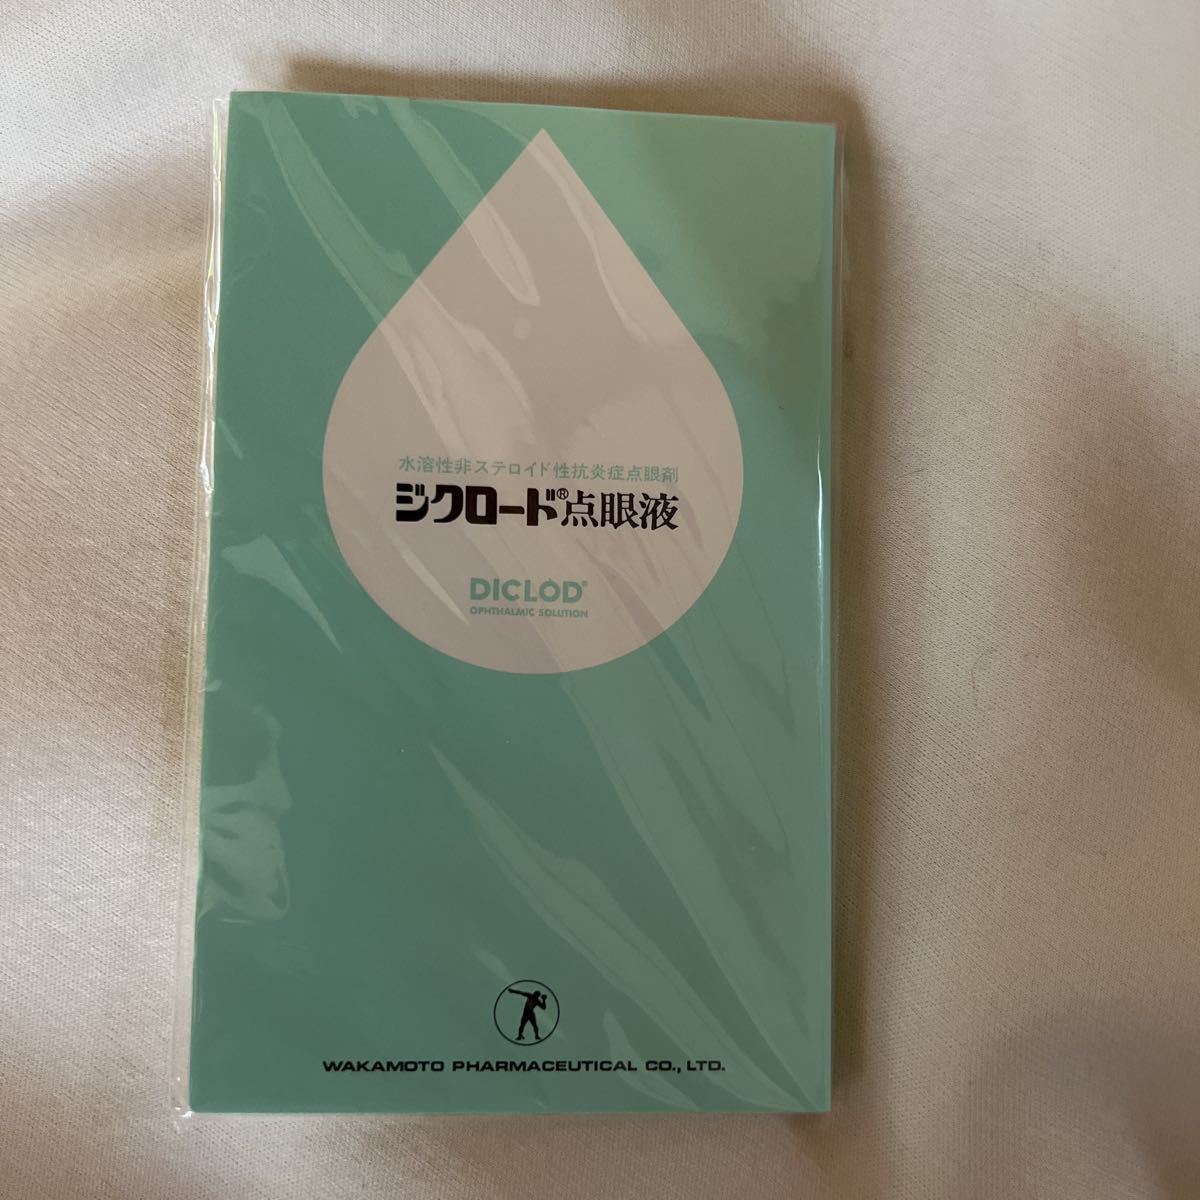 水溶性非ステロイド性抗炎症点眼剤
ジクロード®点眼液
DICLOD®
OPHTHALMIC SOLUTION
WAKAMOTO PHARMACEUTICAL CO., LTD.